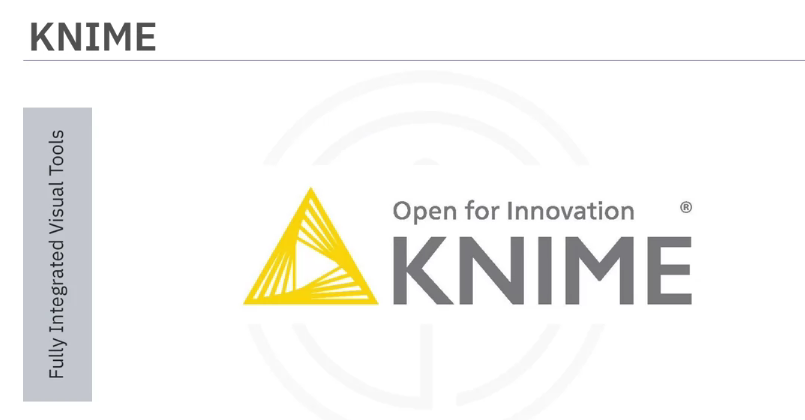 KNIME
Fully Integrated Visual Tools
Open for Innovation ®
KNIME